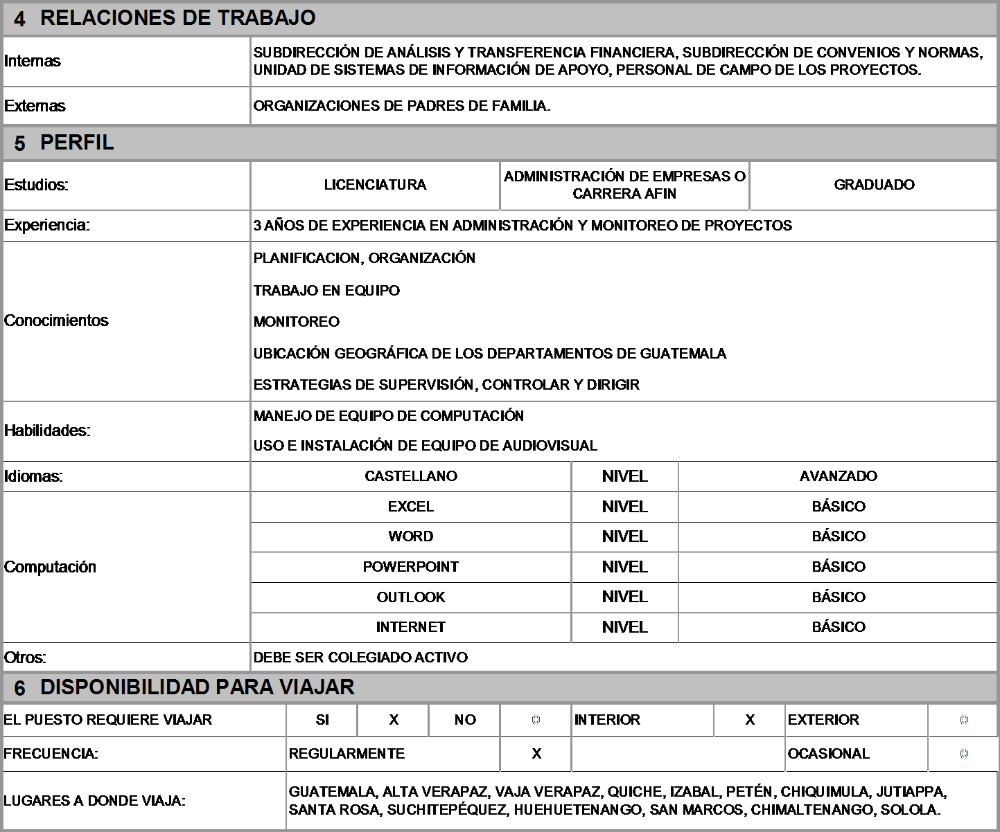 4 RELACIONES DE TRABAJO
Internas
SUBDIRECCIÓN DE ANÁLISIS Y TRANSFERENCIA FINANCIERA, SUBDIRECCIÓN DE CONVENIOS Y NORMAS,
UNIDAD DE SISTEMAS DE INFORMACIÓN DE APOYO, PERSONAL DE CAMPO DE LOS PROYECTOS.
Externas ORGANIZACIONES DE PADRES DE FAMILIA.
5 PERFIL
Estudios: LICENCIATURA ADMINISTRACIÓN DE EMPRESAS O
CARRERA AFIN GRADUADO
Experiencia: 3 AÑOS DE EXPERIENCIA EN ADMINISTRACIÓN Y MONITOREO DE PROYECTOS
Conocimientos
PLANIFICACION, ORGANIZACIÓN
TRABAJO EN EQUIPO
MONITOREO
UBICACIÓN GEOGRÁFICA DE LOS DEPARTAMENTOS DE GUATEMALA
ESTRATEGIAS DE SUPERVISIÓN, CONTROLAR Y DIRIGIR
Habilidades:
MANEJO DE EQUIPO DE COMPUTACIÓN
USO E INSTALACIÓN DE EQUIPO DE AUDIOVISUAL
Idiomas: CASTELLANO NIVEL AVANZADO
Computación
EXCEL NIVEL BÁSICO
WORD NIVEL BÁSICO
POWERPOINT NIVEL BÁSICO
OUTLOOK NIVEL BÁSICO
INTERNET NIVEL BÁSICO
Otros: DEBE SER COLEGIADO ACTIVO
6 DISPONIBILIDAD PARA VIAJAR
EL PUESTO REQUIERE VIAJAR SI X NO 0 INTERIOR X EXTERIOR 0
FRECUENCIA: REGULARMENTE X OCASIONAL 0
LUGARES A DONDE VIAJA:
GUATEMALA, ALTA VERAPAZ, VAJA VERAPAZ, QUICHE, IZABAL, PETÉN, CHIQUIMULA, JUTIAPPA,
SANTA ROSA, SUCHITEPÉQUEZ, HUEHUETENANGO, SAN MARCOS, CHIMALTENANGO, SOLOLA.